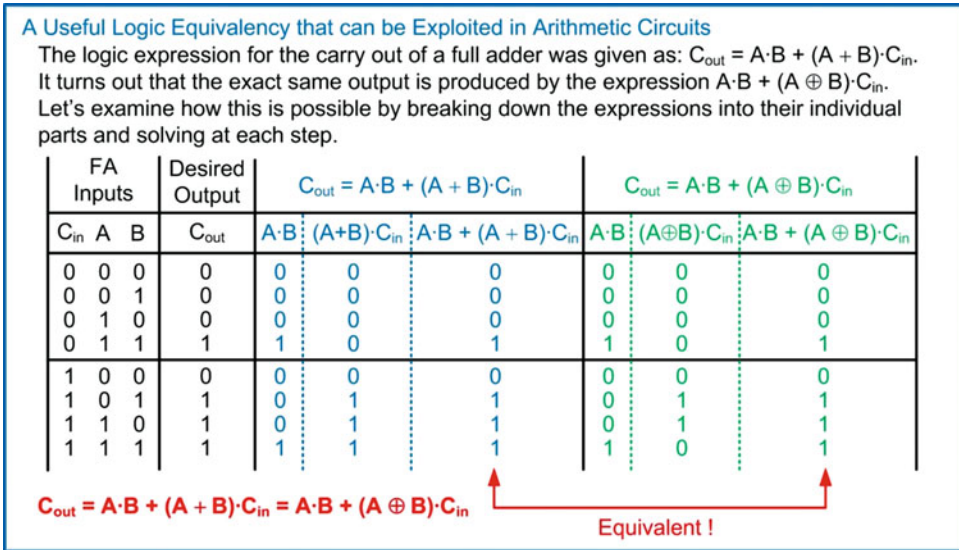 A Useful Logic Equivalency that can be Exploited in Arithmetic Circuits
The logic expression for the carry out of a full adder was given as: Cout = A·B + (A + B)·Cin.
It turns out that the exact same output is produced by the expression A·B + (A ⊕ B)·Cin.
Let's examine how this is possible by breaking down the expressions into their individual
parts and solving at each step.
FA Inputs Desired Output Cout = A·B + (A + B)·Cin Cout = A·B + (A ⊕ B)·Cin
Cin A B Cout A·B (A+B)·Cin A·B + (A + B)·Cin A·B (A⊕B)·Cin A·B + (A ⊕ B)·Cin
0 0 0 0 0 0 0 0 0 0
0 0 1 0 0 0 0 0 0 0
0 1 0 0 0 0 0 0 0 0
0 1 1 1 1 0 1 1 0 1
1 0 0 0 0 0 0 0 0 0
1 0 1 1 0 1 1 0 1 1
1 1 0 1 0 1 1 0 1 1
1 1 1 1 1 1 1 1 0 1
Cout = A·B + (A + B)·Cin = A·B + (A ⊕ B)·Cin
Equivalent !